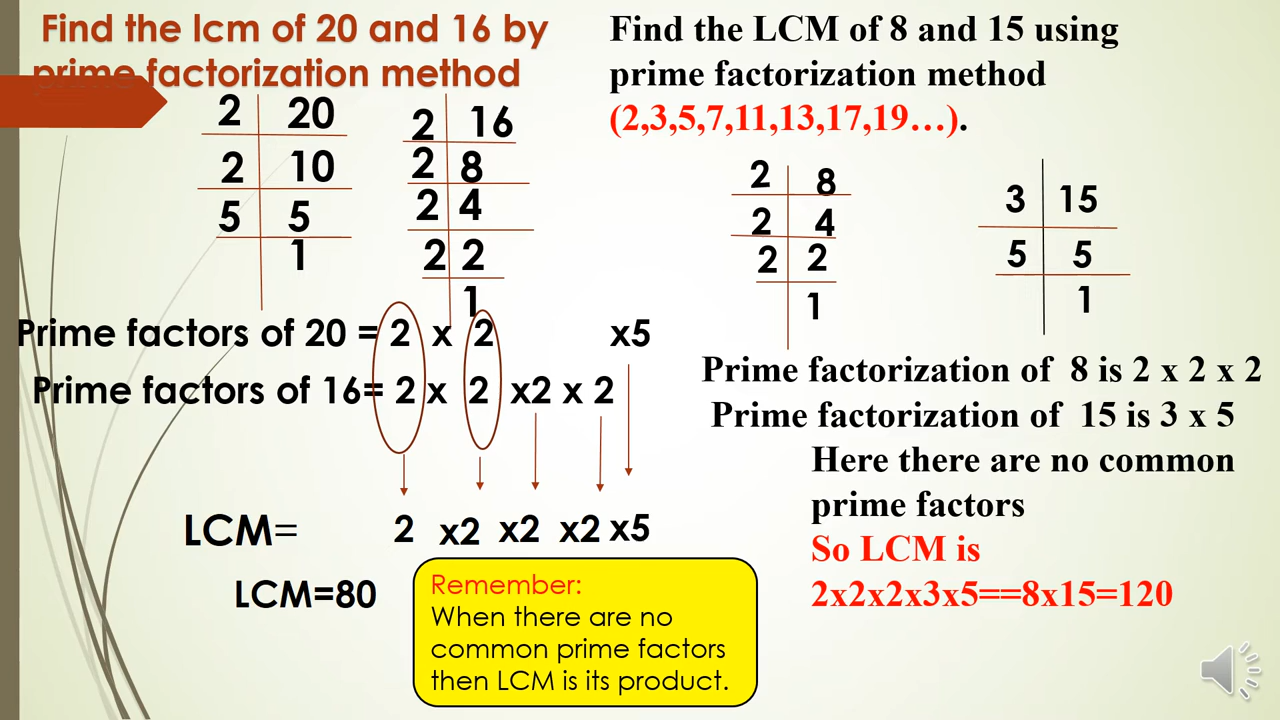 Find the lcm of 20 and 16 by
prime factorization method
2 20
2 10
5 5
1
2 16
2 8
2 4
2 2
1
Prime factors of 20 = 2 x 2 x5
Prime factors of 16= 2 x 2 x2 x 2
LCM= 2 x2 x2 x2 x5
LCM=80
Remember:
When there are no
common prime factors
then LCM is its product.
Find the LCM of 8 and 15 using
prime factorization method
(2,3,5,7,11,13,17,19…).
2 8
2 4
2 2
1
3 15
5 5
1
Prime factorization of 8 is 2 x 2 x 2
Prime factorization of 15 is 3 x 5
Here there are no common
prime factors
So LCM is
2x2x2x3x5==8x15=120